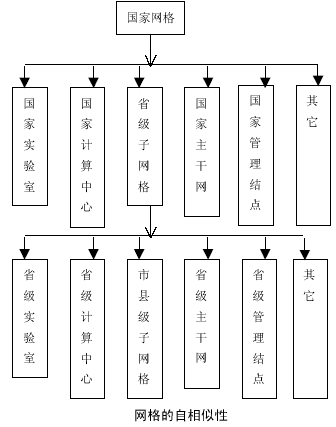 国家网格
国家实验室
国家计算中心
省级子网格
国家主干网
国家管理结点
其它
省级实验室
省级计算中心
市县级子网格
省级主干网
省级管理结点
其它
网格的自相似性